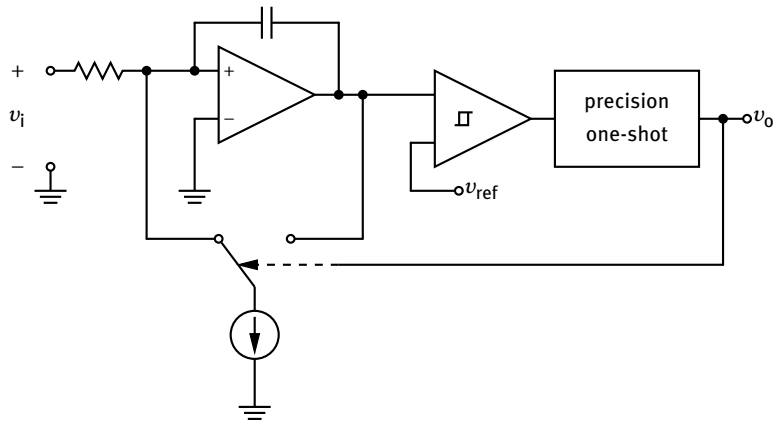 +
v_i
−
+
−
v_ref
precision
one-shot
v_o